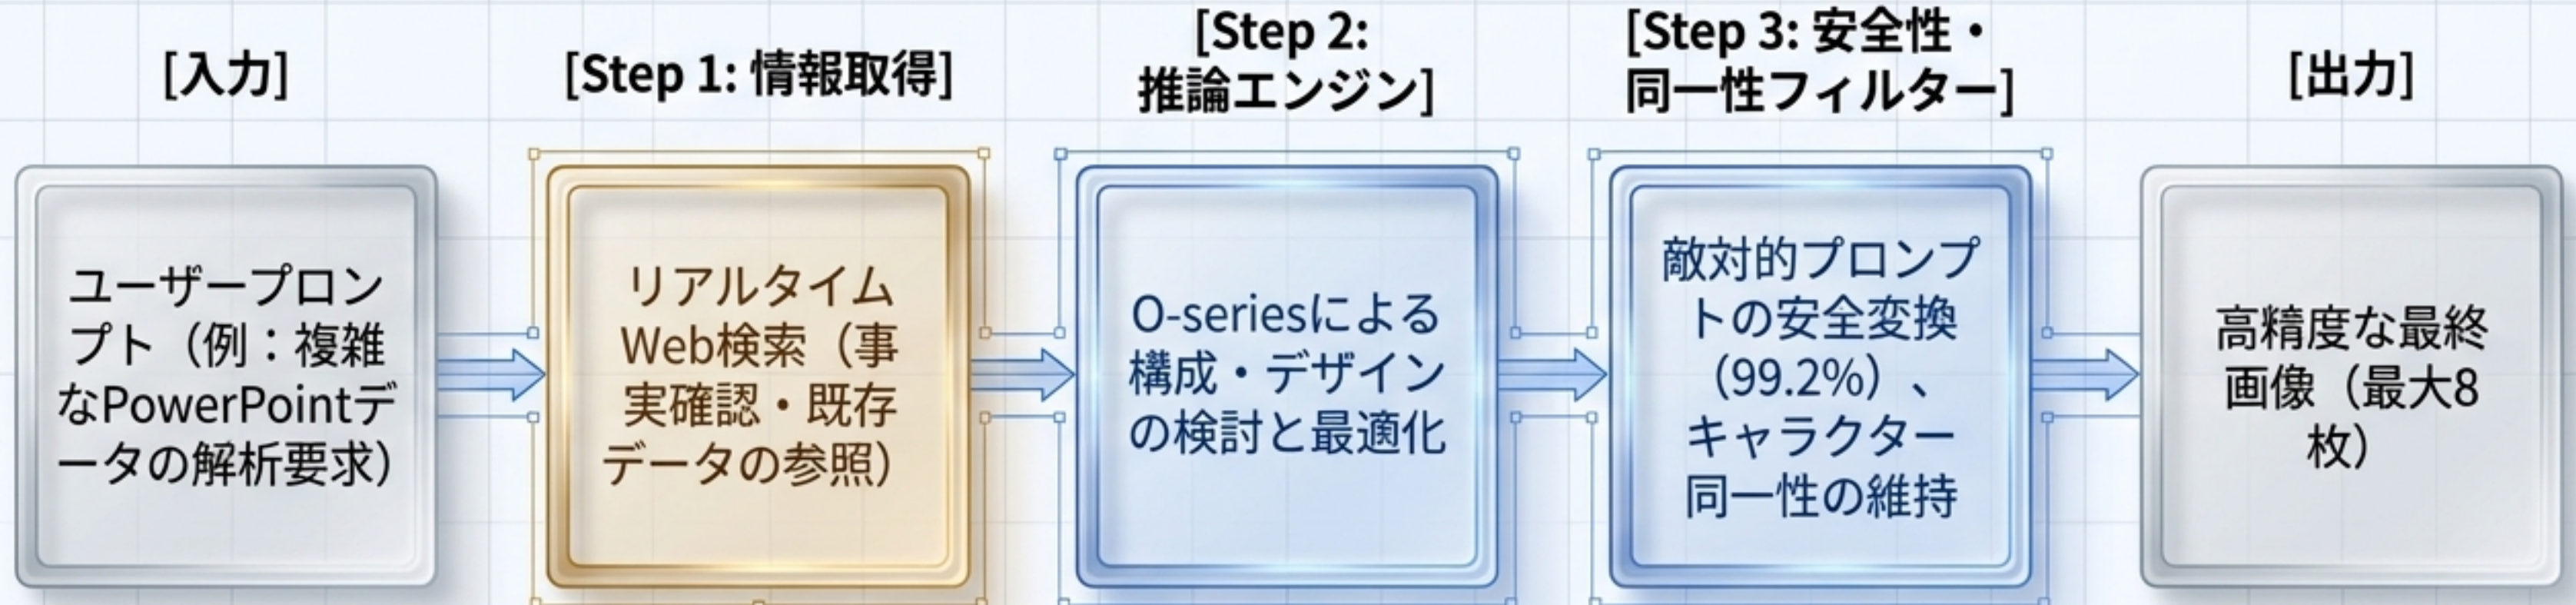 [入力]
[Step 1: 情報取得]
[Step 2:
推論エンジン]
[Step 3: 安全性・
同一性フィルター]
[出力]
ユーザープロン
プト（例：複雑
なPowerPointデ
ータの解析要求）
リアルタイム
Web検索（事
実確認・既存
データの参照）
O-seriesによる
構成・デザイン
の検討と最適化
敵対的プロンプ
トの安全変換
（99.2%）、
キャラクター
同一性の維持
高精度な最終
画像（最大8
枚）